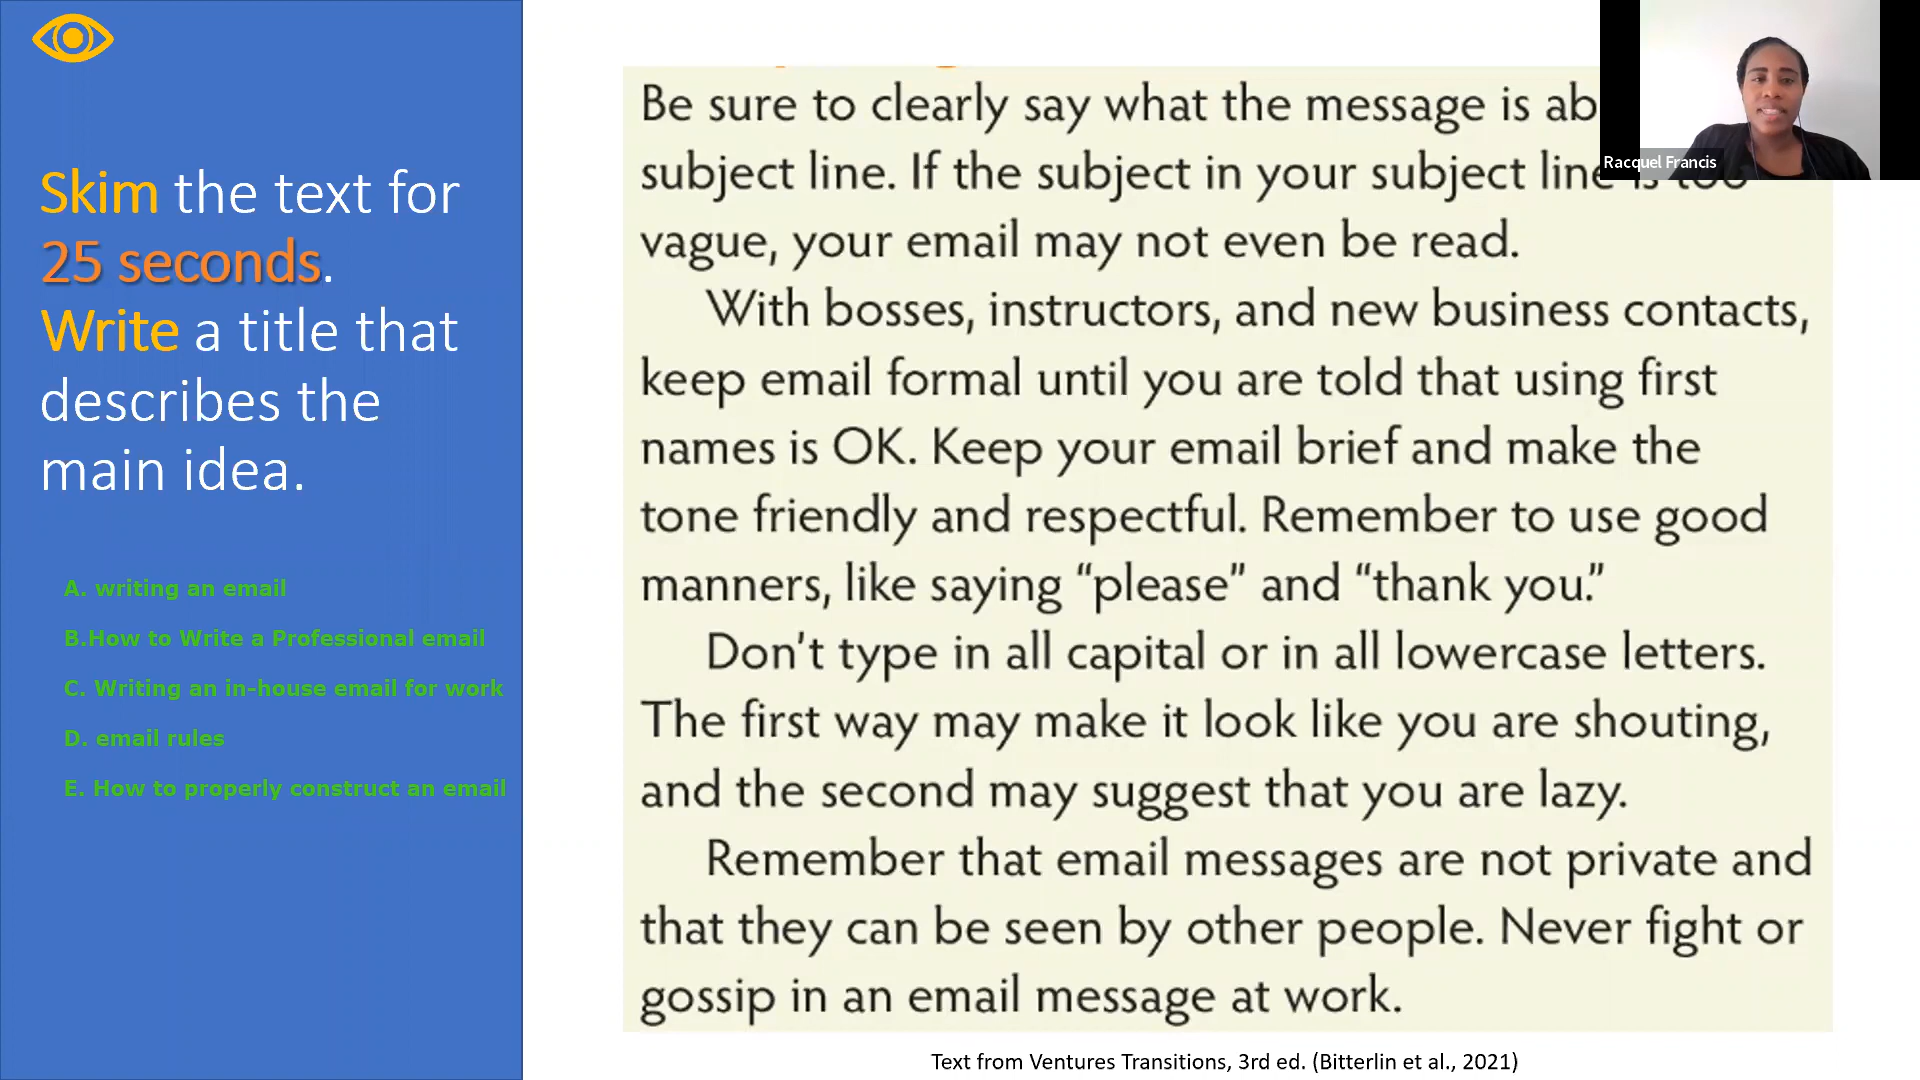 Skim the text for
25 seconds.
Write a title that
describes the
main idea.
A. writing an email
B.How to Write a Professional email
C. Writing an in-house email for work
D. email rules
E. How to properly construct an email
Be sure to clearly say what the message is ab
subject line. If the subject in your subject line is too
vague, your email may not even be read.
With bosses, instructors, and new business contacts,
keep email formal until you are told that using first
names is OK. Keep your email brief and make the
tone friendly and respectful. Remember to use good
manners, like saying “please” and “thank you.”
Don't type in all capital or in all lowercase letters.
The first way may make it look like you are shouting,
and the second may suggest that you are lazy.
Remember that email messages are not private and
that they can be seen by other people. Never fight or
gossip in an email message at work.
Text from Ventures Transitions, 3rd ed. (Bitterlin et al., 2021)
Racquel Francis